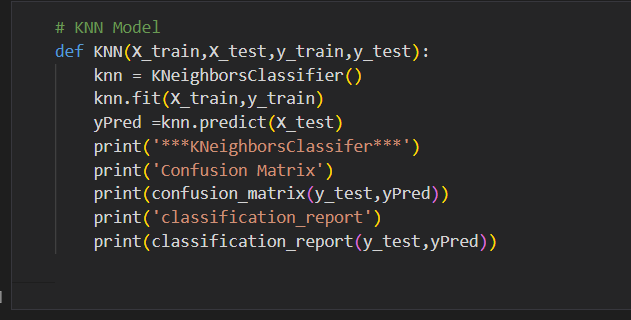 # KNN Model
def KNN(X_train,X_test,y_train,y_test):
    knn = KNeighborsClassifier()
    knn.fit(X_train,y_train)
    yPred =knn.predict(X_test)
    print('***KNeighborsClassifer***')
    print('Confusion Matrix')
    print(confusion_matrix(y_test,yPred))
    print('classification_report')
    print(classification_report(y_test,yPred))